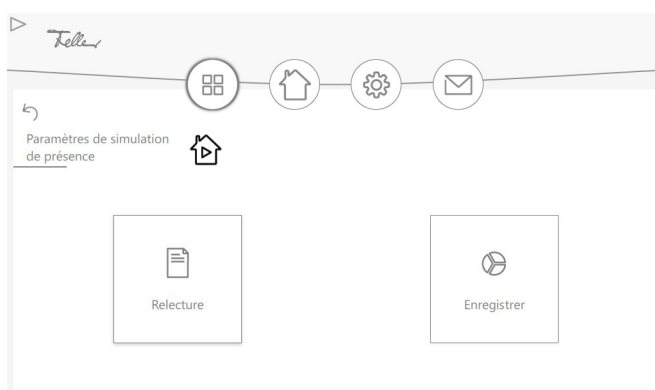 Feller
Paramètres de simulation
de présence
Relecture
Enregistrer